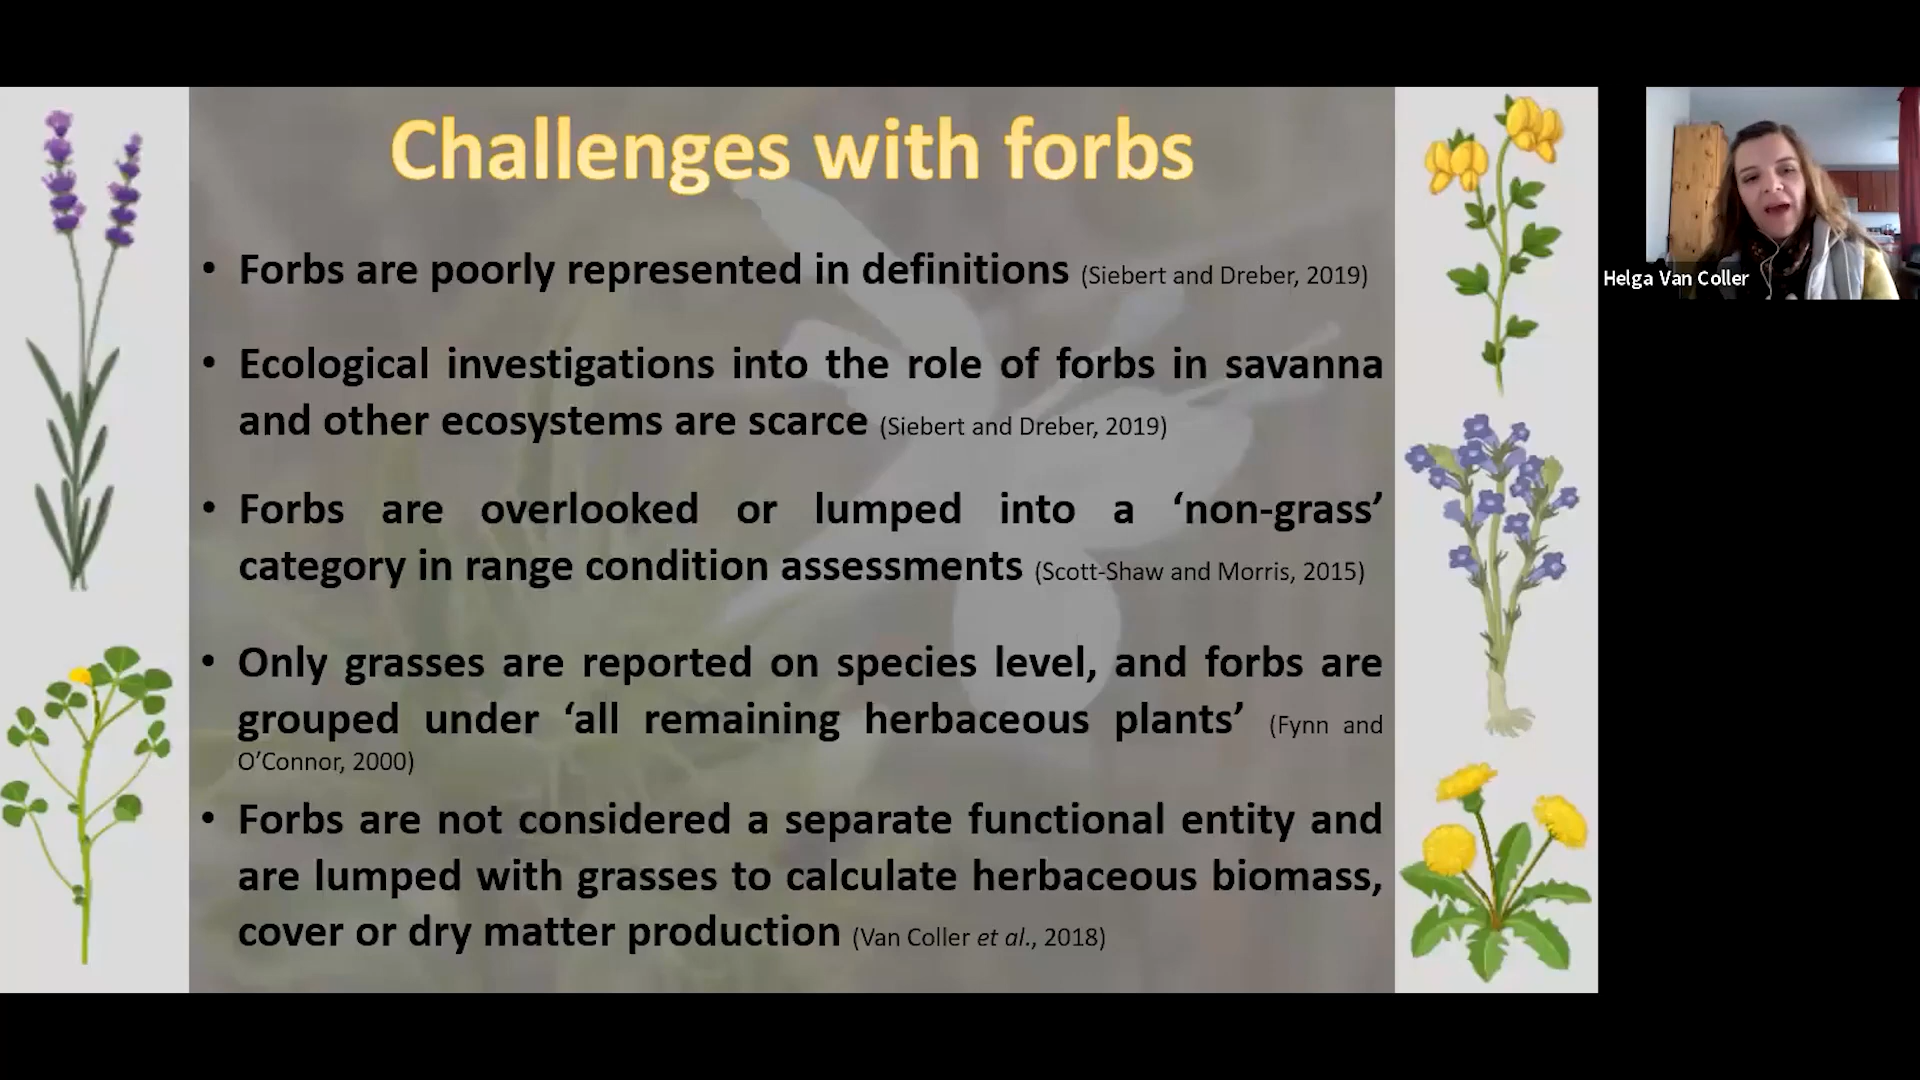 Challenges with forbs
• Forbs are poorly represented in definitions (Siebert and Dreber, 2019)
• Ecological investigations into the role of forbs in savanna
and other ecosystems are scarce (Siebert and Dreber, 2019)
• Forbs are overlooked or lumped into a ‘non-grass’
category in range condition assessments (Scott-Shaw and Morris, 2015)
• Only grasses are reported on species level, and forbs are
grouped under ‘all remaining herbaceous plants’ (Fynn and
O’Connor, 2000)
• Forbs are not considered a separate functional entity and
are lumped with grasses to calculate herbaceous biomass,
cover or dry matter production (Van Coller et al., 2018)
Helga Van Coller